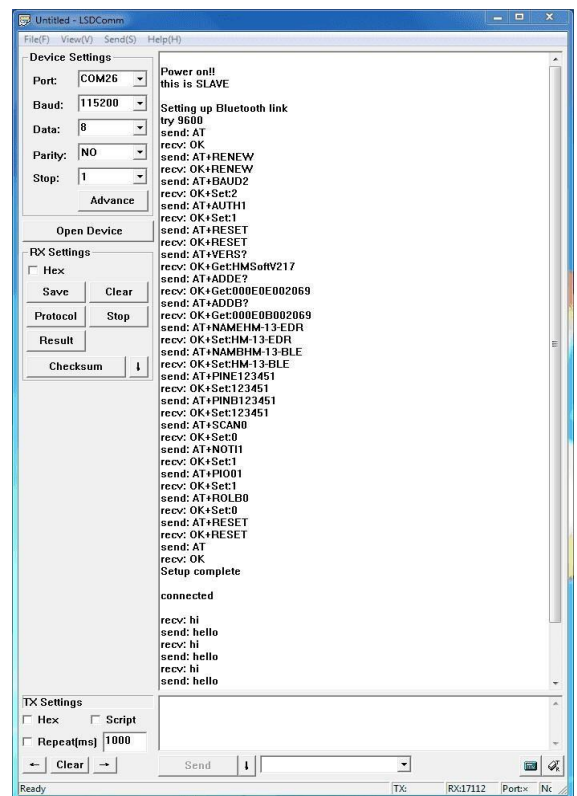 Untitled - LSDComm
File(F) View(V) Send(S) Help(H)
Device Settings
Port: COM26
Baud: 115200
Data: 8
Parity: NO
Stop: 1
Advance
Open Device
RX Settings
Hex
Save Clear
Protocol Stop
Result
Checksum
Power on!!
this is SLAVE
Setting up Bluetooth link
try 9600
send: AT
recv: OK
send: AT+RENEW
recv: OK+RENEW
send: AT+BAUD2
recv: OK+Set:2
send: AT+AUTH1
recv: OK+Set:1
send: AT+RESET
recv: OK+RESET
send: AT+VERS?
recv: OK+Get:HMSoftV217
send: AT+ADDE?
recv: OK+Get:000E0E002069
send: AT+ADDB?
recv: OK+Get:000E0B002069
send: AT+NAMEHM-13-EDR
recv: OK+Set:HM-13-EDR
send: AT+NAMBHM-13-BLE
recv: OK+Set:HM-13-BLE
send: AT+PINE123451
recv: OK+Set:123451
send: AT+PINB123451
recv: OK+Set:123451
send: AT+SCAN0
recv: OK+Set:0
send: AT+NOTI1
recv: OK+Set:1
send: AT+PIO01
recv: OK+Set:1
send: AT+ROLB0
recv: OK+Set:0
send: AT+RESET
recv: OK+RESET
send: AT
recv: OK
Setup complete
connected
recv: hi
send: hello
recv: hi
send: hello
recv: hi
send: hello
TX Settings
Hex Script
Repeat(ms) 1000
← Clear →
Send
Ready TX: RX:17112 Port:× Nc